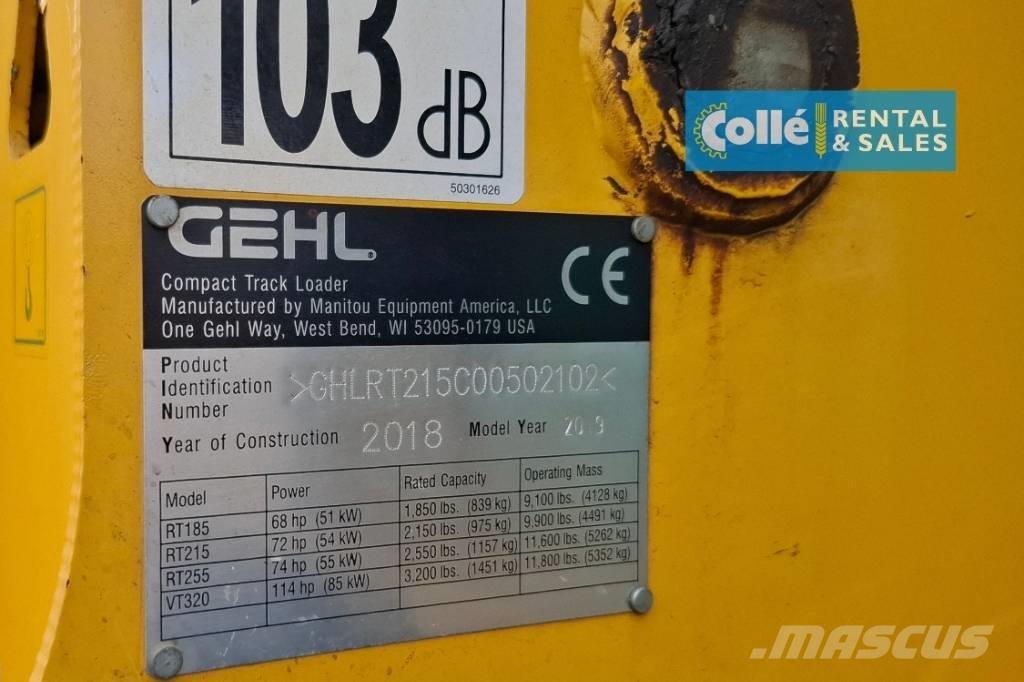 103 dB
50301626
Collé RENTAL & SALES
GEHL
CE
Compact Track Loader
Manufactured by Manitou Equipment America, LLC
One Gehl Way, West Bend, WI 53095-0179 USA
Product
Identification >GHLRT215C00502102<
Number
Year of Construction 2018 Model Year
Model Power Rated Capacity Operating Mass
RT185 68 hp (51 kW) 1,850 lbs. (839 kg) 9,100 lbs. (4128 kg)
RT215 72 hp (54 kW) 2,150 lbs. (975 kg) 9,900 lbs. (4491 kg)
RT255 74 hp (55 kW) 2,550 lbs. (1157 kg) 11,600 lbs. (5262 kg)
VT320 114 hp (85 kW) 3,200 lbs. (1451 kg) 11,800 lbs. (5352 kg)
MASCUS